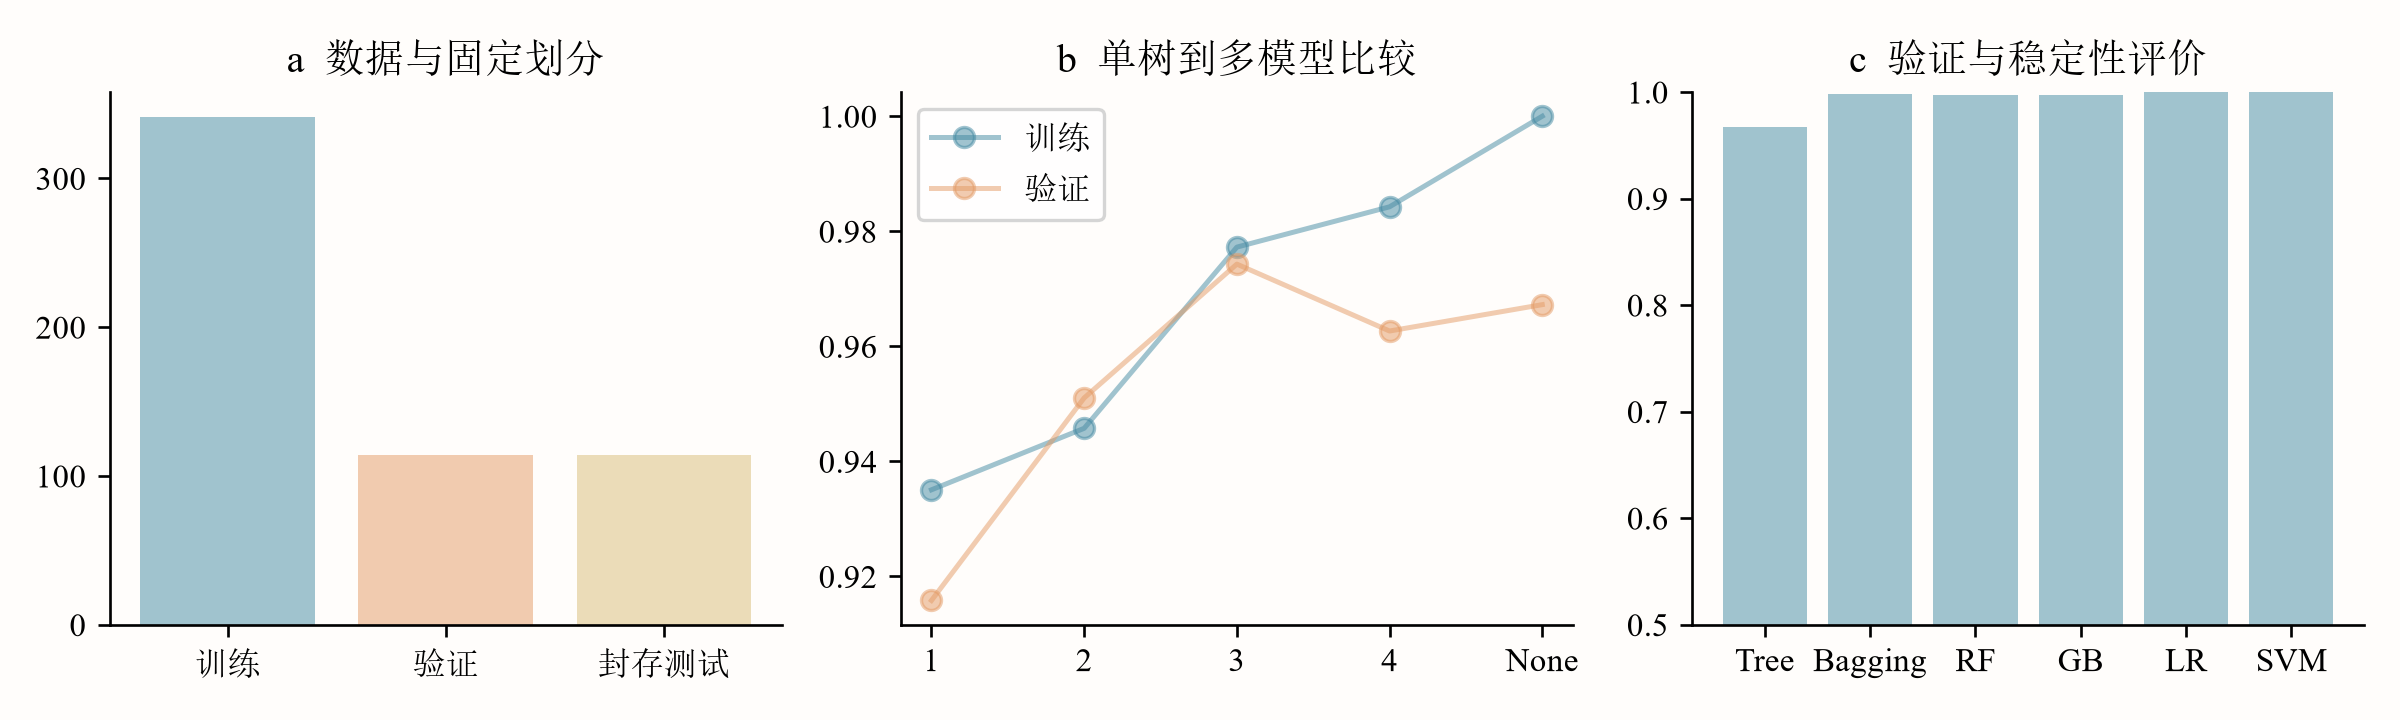 a 数据与固定划分
300
200
100
0
训练
验证
封存测试
b 单树到多模型比较
训练
验证
1.00
0.98
0.96
0.94
0.92
1
2
3
4
None
c 验证与稳定性评价
1.0
0.9
0.8
0.7
0.6
0.5
Tree
Bagging
RF
GB
LR
SVM